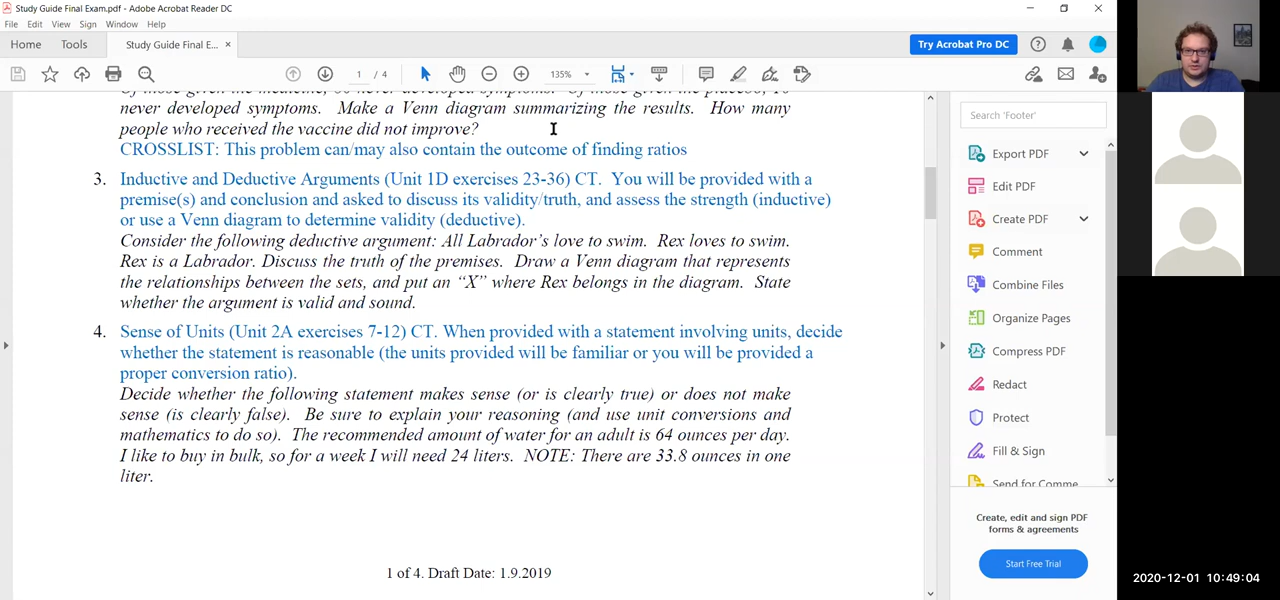 Study Guide Final Exam.pdf - Adobe Acrobat Reader DC
File Edit View Sign Window Help
Home Tools Study Guide Final E... ×
Try Acrobat Pro DC
1 / 4 135%
never developed symptoms. Make a Venn diagram summarizing the results. How many
people who received the vaccine did not improve?
CROSSLIST: This problem can/may also contain the outcome of finding ratios
3. Inductive and Deductive Arguments (Unit 1D exercises 23-36) CT. You will be provided with a
premise(s) and conclusion and asked to discuss its validity/truth, and assess the strength (inductive)
or use a Venn diagram to determine validity (deductive).
Consider the following deductive argument: All Labrador's love to swim. Rex loves to swim.
Rex is a Labrador. Discuss the truth of the premises. Draw a Venn diagram that represents
the relationships between the sets, and put an “X” where Rex belongs in the diagram. State
whether the argument is valid and sound.
4. Sense of Units (Unit 2A exercises 7-12) CT. When provided with a statement involving units, decide
whether the statement is reasonable (the units provided will be familiar or you will be provided a
proper conversion ratio).
Decide whether the following statement makes sense (or is clearly true) or does not make
sense (is clearly false). Be sure to explain your reasoning (and use unit conversions and
mathematics to do so). The recommended amount of water for an adult is 64 ounces per day.
I like to buy in bulk, so for a week I will need 24 liters. NOTE: There are 33.8 ounces in one
liter.
1 of 4. Draft Date: 1.9.2019
Search 'Footer'
Export PDF
Edit PDF
Create PDF
Comment
Combine Files
Organize Pages
Compress PDF
Redact
Protect
Fill & Sign
Send for Comme
Create, edit and sign PDF
forms & agreements
Start Free Trial
2020-12-01 10:49:04